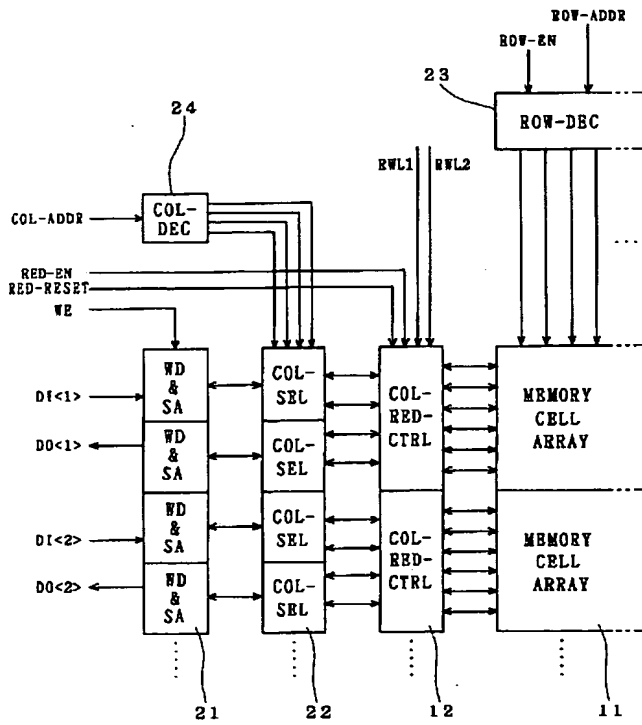 ROW-ADDR
ROW-EN
23
ROW-DEC
24
RWL1
RWL2
COL-ADDR
COL-
DEC
RED-EN
RED-RESET
WE
DI<1>
DO<1>
DI<2>
DO<2>
WD
&
SA
WD
&
SA
WD
&
SA
WD
&
SA
COL-
SEL
COL-
SEL
COL-
SEL
COL-
SEL
COL-
RED-
CTRL
COL-
RED-
CTRL
MEMORY
CELL
ARRAY
MEMORY
CELL
ARRAY
21
22
12
11